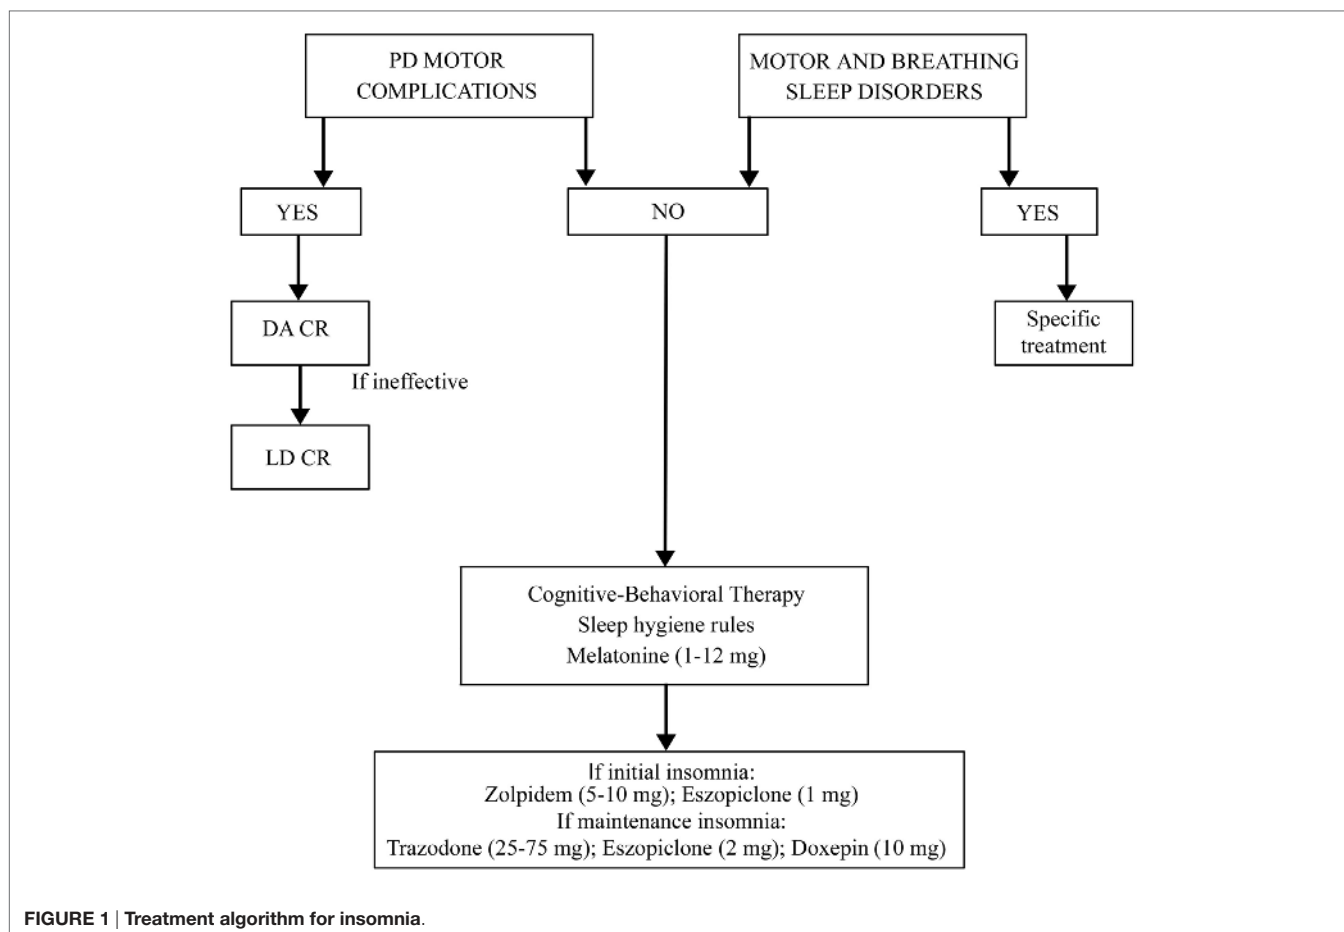 PD MOTOR
COMPLICATIONS
MOTOR AND BREATHING
SLEEP DISORDERS
YES
NO
YES
DA CR
Specific
treatment
If ineffective
LD CR
Cognitive-Behavioral Therapy
Sleep hygiene rules
Melatonine (1-12 mg)
If initial insomnia:
Zolpidem (5-10 mg); Eszopiclone (1 mg)
If maintenance insomnia:
Trazodone (25-75 mg); Eszopiclone (2 mg); Doxepin (10 mg)
FIGURE 1 | Treatment algorithm for insomnia.